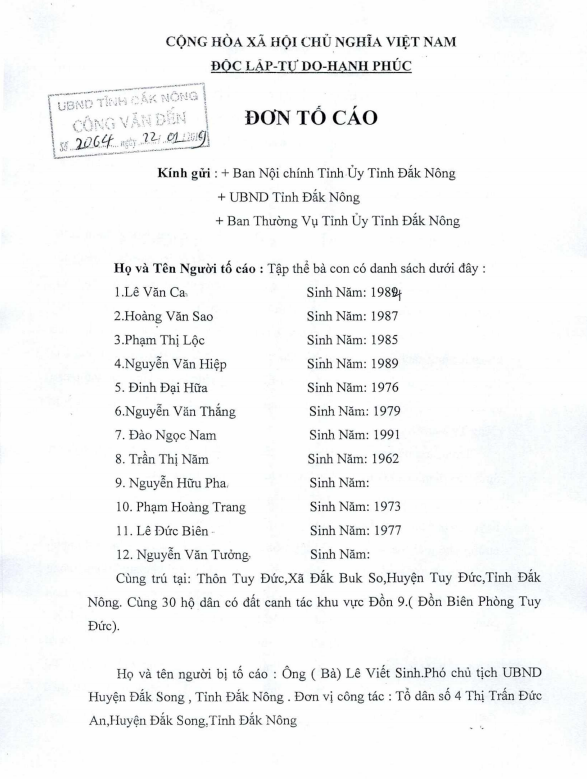 CỘNG HÒA XÃ HỘI CHỦ NGHĨA VIỆT NAM
ĐỘC LẬP-TỰ DO-HẠNH PHÚC
UBND TỈNH ĐẮK NÔNG
CÔNG VĂN ĐẾN
Số 2064 ngày 22/01/2019
ĐƠN TỐ CÁO
Kính gửi : + Ban Nội chính Tỉnh Ủy Tỉnh Đắk Nông
+ UBND Tỉnh Đắk Nông
+ Ban Thường Vụ Tỉnh Ủy Tỉnh Đắk Nông
Họ và Tên Người tố cáo : Tập thể bà con có danh sách dưới đây :
1.Lê Văn Ca Sinh Năm: 1984
2.Hoàng Văn Sao Sinh Năm: 1987
3.Phạm Thị Lộc Sinh Năm: 1985
4.Nguyễn Văn Hiệp Sinh Năm: 1989
5. Đinh Đại Hữa Sinh Năm: 1976
6.Nguyễn Văn Thắng Sinh Năm: 1979
7. Đào Ngọc Nam Sinh Năm: 1991
8. Trần Thị Năm Sinh Năm: 1962
9. Nguyễn Hữu Pha Sinh Năm:
10. Phạm Hoàng Trang Sinh Năm: 1973
11. Lê Đức Biên Sinh Năm: 1977
12. Nguyễn Văn Tưởng Sinh Năm:
Cùng trú tại: Thôn Tuy Đức,Xã Đắk Buk So,Huyện Tuy Đức,Tỉnh Đắk
Nông. Cùng 30 hộ dân có đất canh tác khu vực Đồn 9.( Đồn Biên Phòng Tuy
Đức).
Họ và tên người bị tố cáo : Ông ( Bà) Lê Viết Sinh.Phó chủ tịch UBND
Huyện Đắk Song , Tỉnh Đắk Nông . Đơn vị công tác : Tổ dân số 4 Thị Trấn Đức
An,Huyện Đắk Song,Tỉnh Đắk Nông